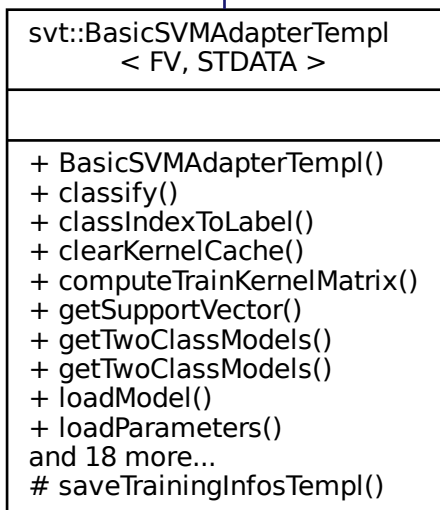 svt::BasicSVMAdapterTempl
< FV, STDATA >
+ BasicSVMAdapterTempl()
+ classify()
+ classIndexToLabel()
+ clearKernelCache()
+ computeTrainKernelMatrix()
+ getSupportVector()
+ getTwoClassModels()
+ getTwoClassModels()
+ loadModel()
+ loadParameters()
and 18 more...
# saveTrainingInfosTempl()